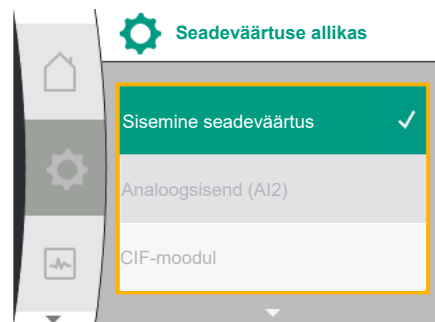 Seadeväärtuse allikas
Sisemine seadeväärtus
Analoogsisend (AI2)
CIF-moodul